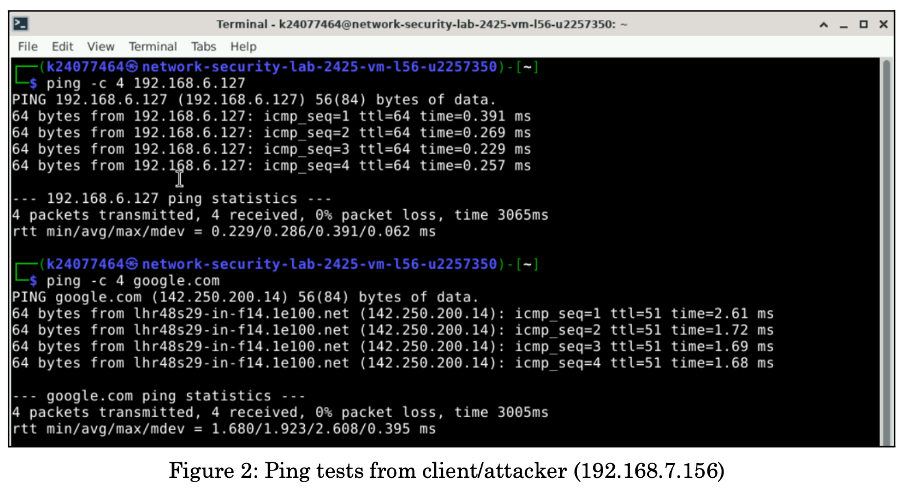 Terminal - k24077464@network-security-lab-2425-vm-l56-u2257350: ~
File Edit View Terminal Tabs Help
┌──(k24077464㉿network-security-lab-2425-vm-l56-u2257350)-[~]
└─$ ping -c 4 192.168.6.127
PING 192.168.6.127 (192.168.6.127) 56(84) bytes of data.
64 bytes from 192.168.6.127: icmp_seq=1 ttl=64 time=0.391 ms
64 bytes from 192.168.6.127: icmp_seq=2 ttl=64 time=0.269 ms
64 bytes from 192.168.6.127: icmp_seq=3 ttl=64 time=0.229 ms
64 bytes from 192.168.6.127: icmp_seq=4 ttl=64 time=0.257 ms
--- 192.168.6.127 ping statistics ---
4 packets transmitted, 4 received, 0% packet loss, time 3065ms
rtt min/avg/max/mdev = 0.229/0.286/0.391/0.062 ms
┌──(k24077464㉿network-security-lab-2425-vm-l56-u2257350)-[~]
└─$ ping -c 4 google.com
PING google.com (142.250.200.14) 56(84) bytes of data.
64 bytes from lhr48s29-in-f14.1e100.net (142.250.200.14): icmp_seq=1 ttl=51 time=2.61 ms
64 bytes from lhr48s29-in-f14.1e100.net (142.250.200.14): icmp_seq=2 ttl=51 time=1.72 ms
64 bytes from lhr48s29-in-f14.1e100.net (142.250.200.14): icmp_seq=3 ttl=51 time=1.69 ms
64 bytes from lhr48s29-in-f14.1e100.net (142.250.200.14): icmp_seq=4 ttl=51 time=1.68 ms
--- google.com ping statistics ---
4 packets transmitted, 4 received, 0% packet loss, time 3005ms
rtt min/avg/max/mdev = 1.680/1.923/2.608/0.395 ms
Figure 2: Ping tests from client/attacker (192.168.7.156)